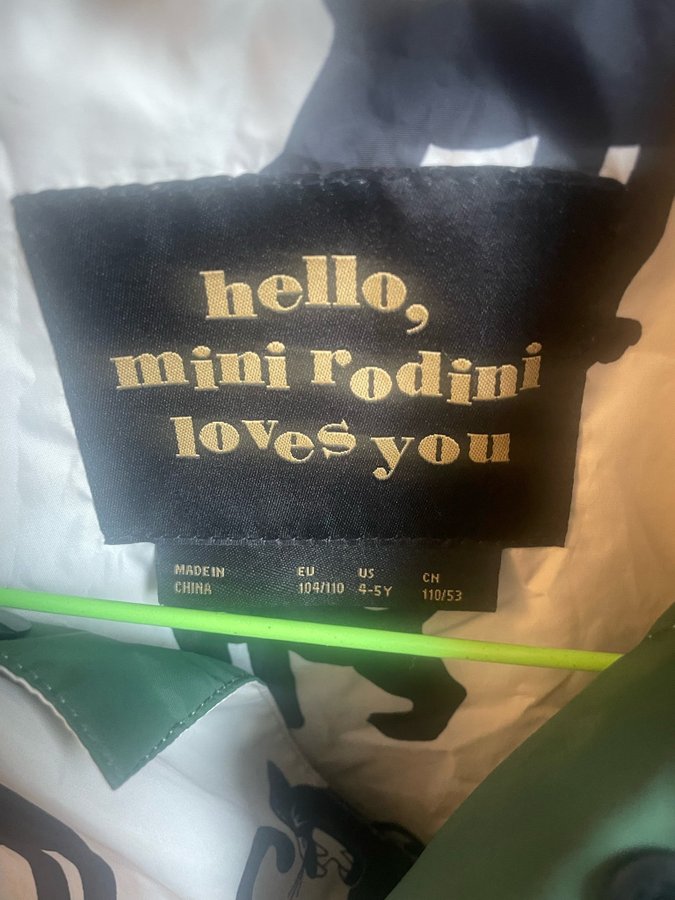 hello,
mini rodini
loves you
MADE IN CHINA
EU 104/110
US 4-5Y
CN 110/53